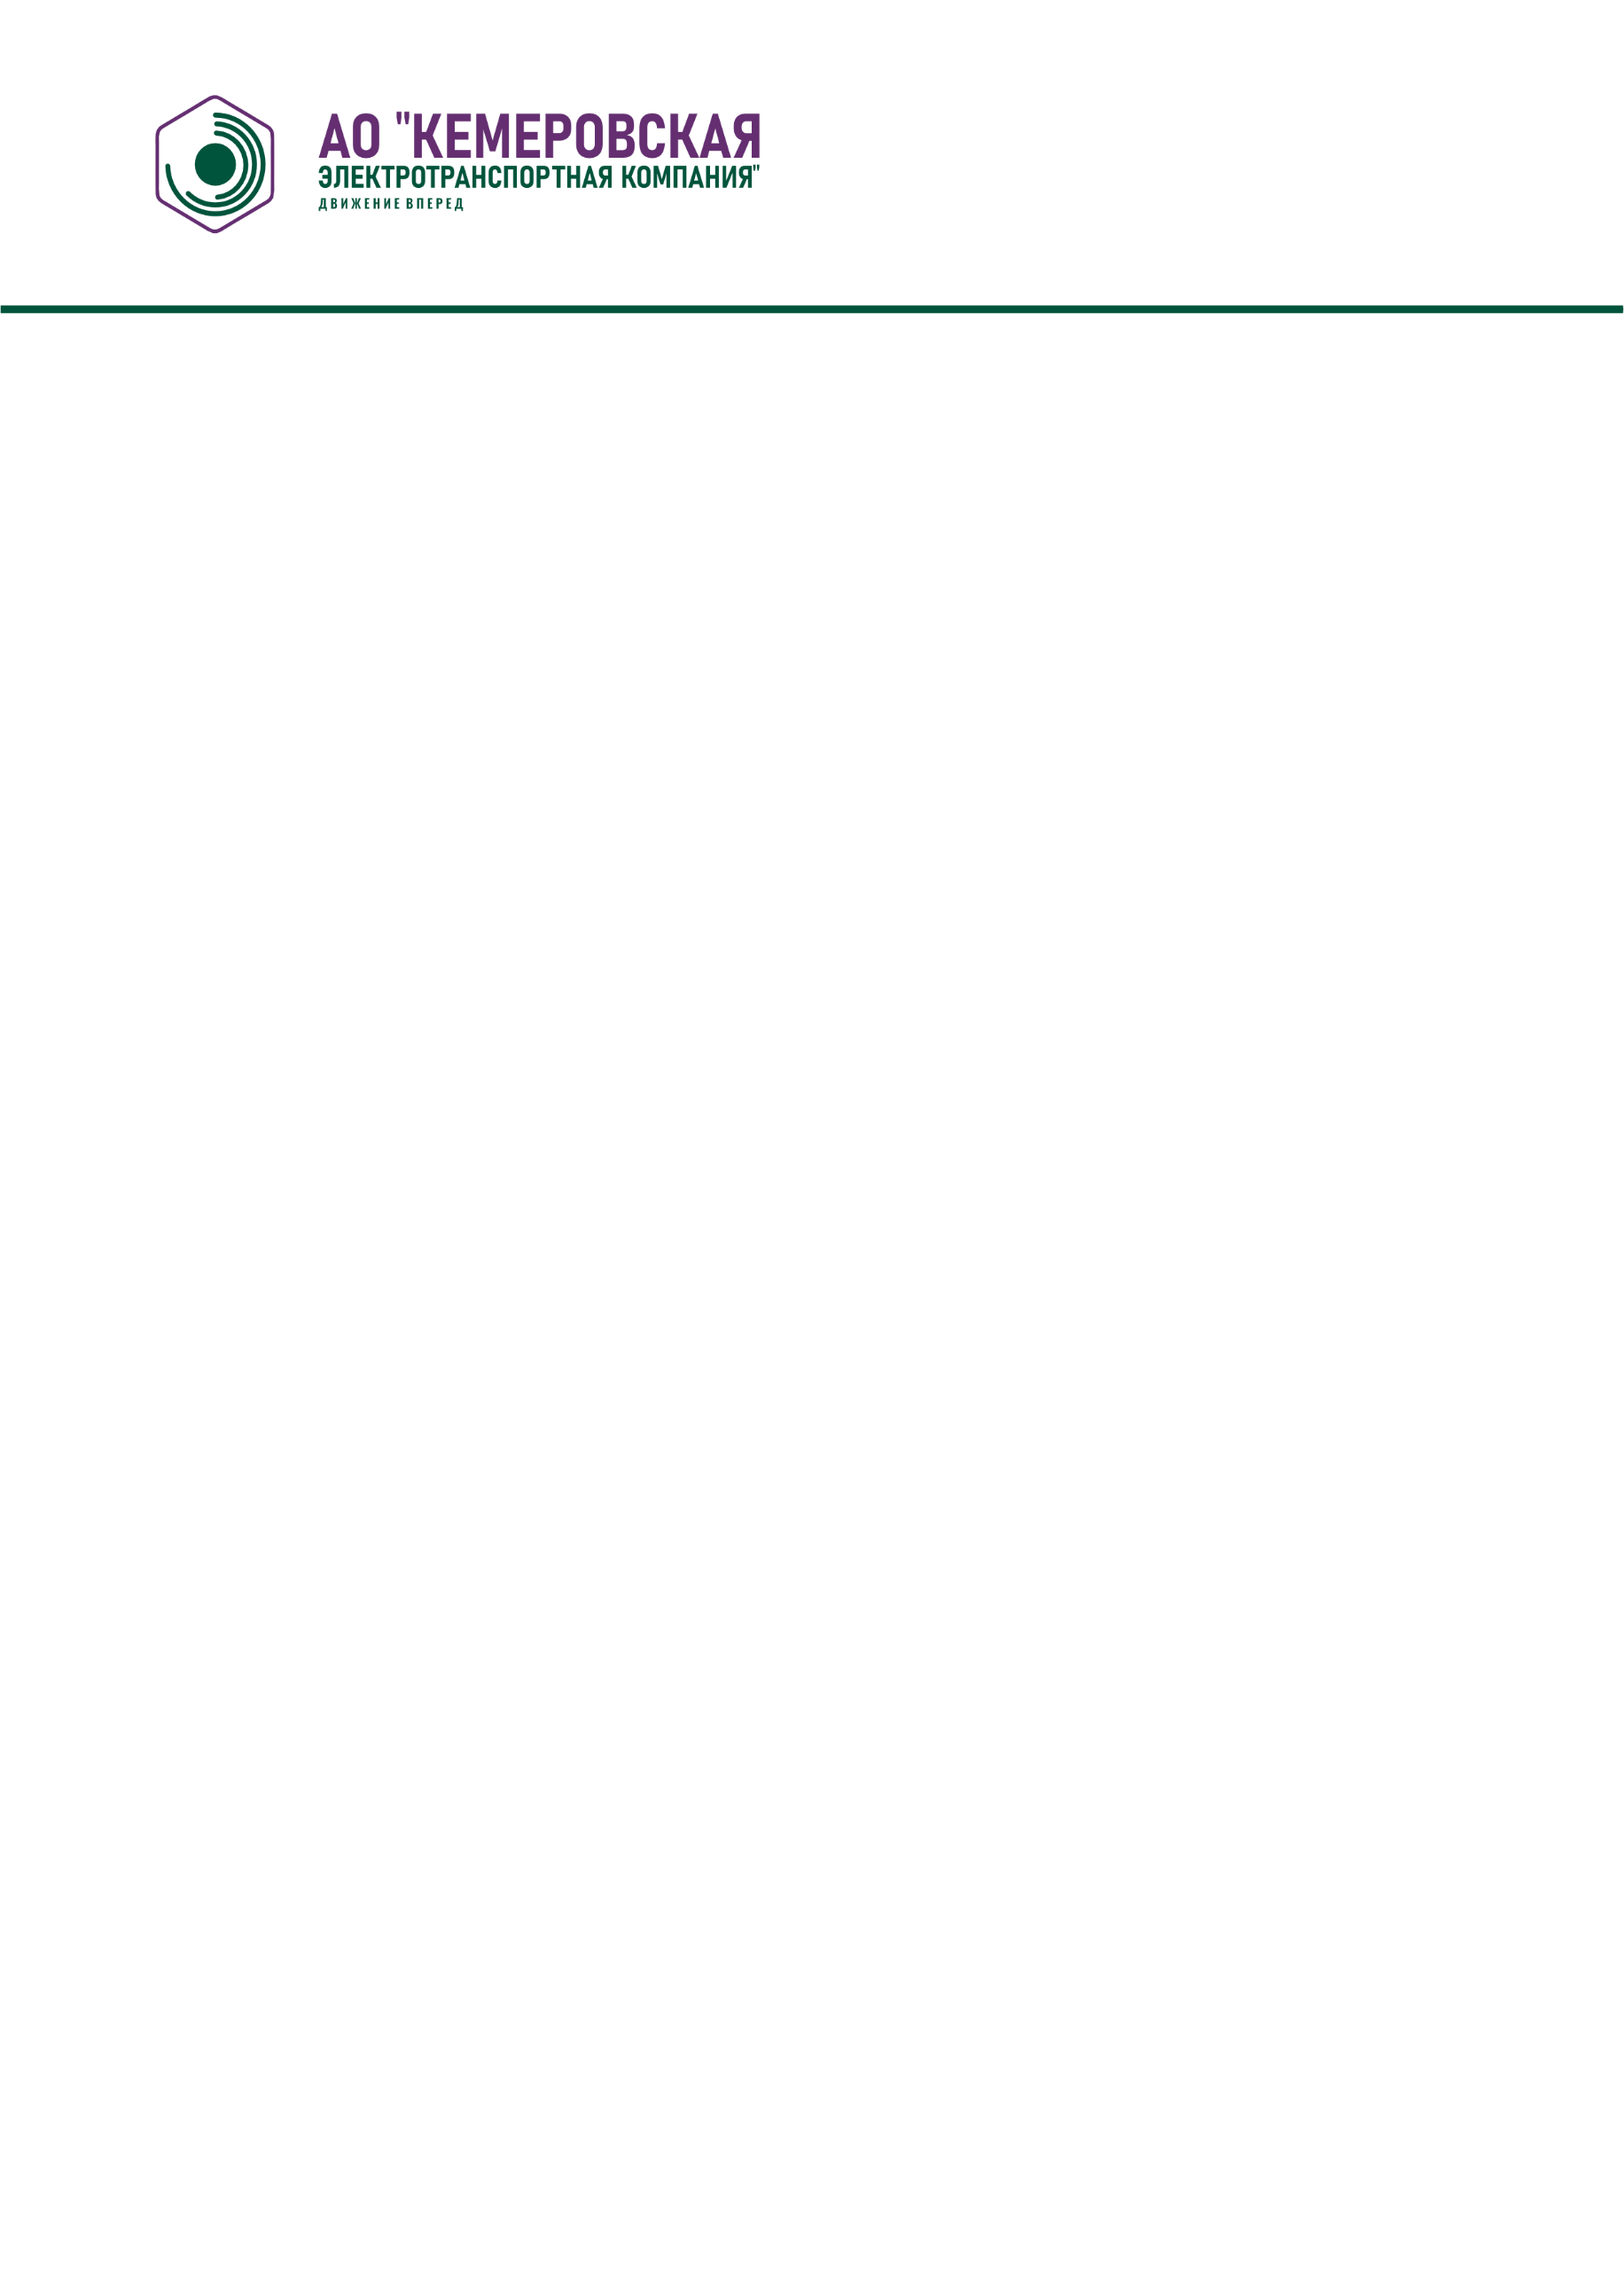 АО "КЕМЕРОВСКАЯ
ЭЛЕКТРОТРАНСПОРТНАЯ КОМПАНИЯ"
ДВИЖЕНИЕ ВПЕРЕД